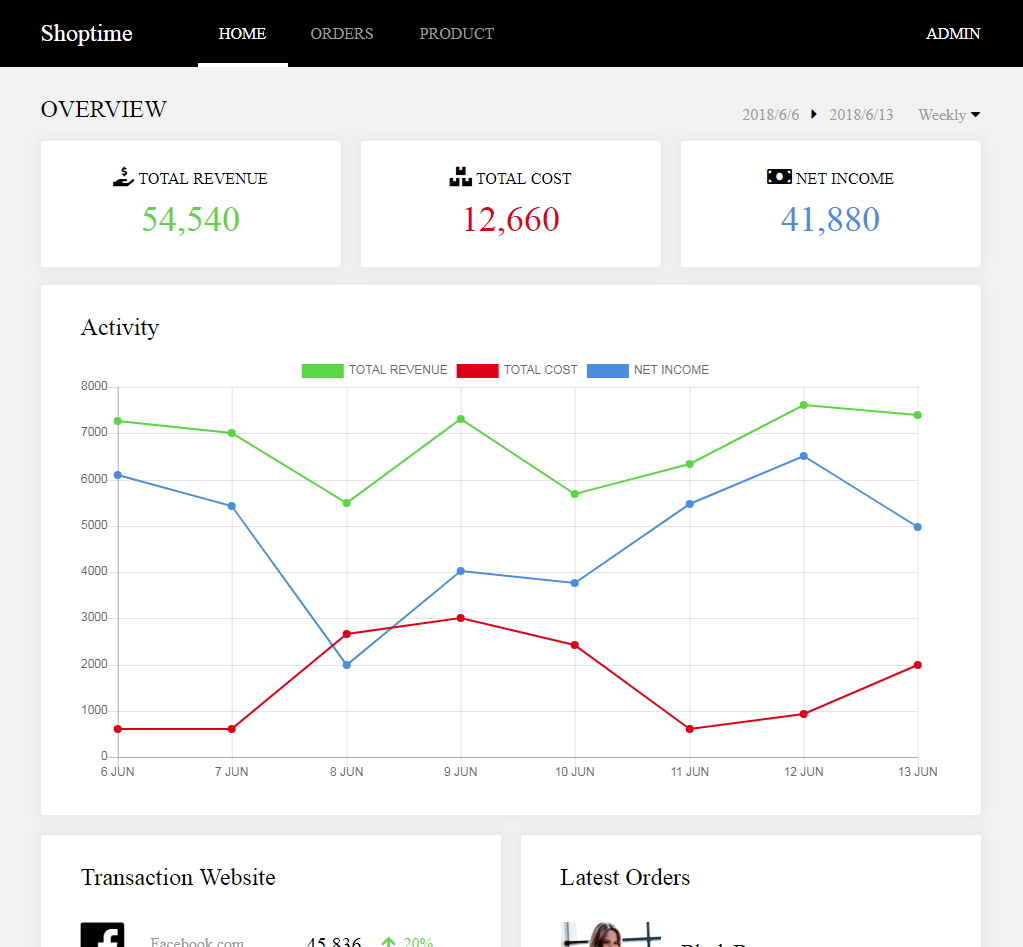 Shoptime HOME ORDERS PRODUCT ADMIN
OVERVIEW
2018/6/6 2018/6/13 Weekly
TOTAL REVENUE
54,540
TOTAL COST
12,660
NET INCOME
41,880
Activity
TOTAL REVENUE TOTAL COST NET INCOME
8000
7000
6000
5000
4000
3000
2000
1000
0
6 JUN 7 JUN 8 JUN 9 JUN 10 JUN 11 JUN 12 JUN 13 JUN
Transaction Website
Facebook.com 45,836 20%
Latest Orders